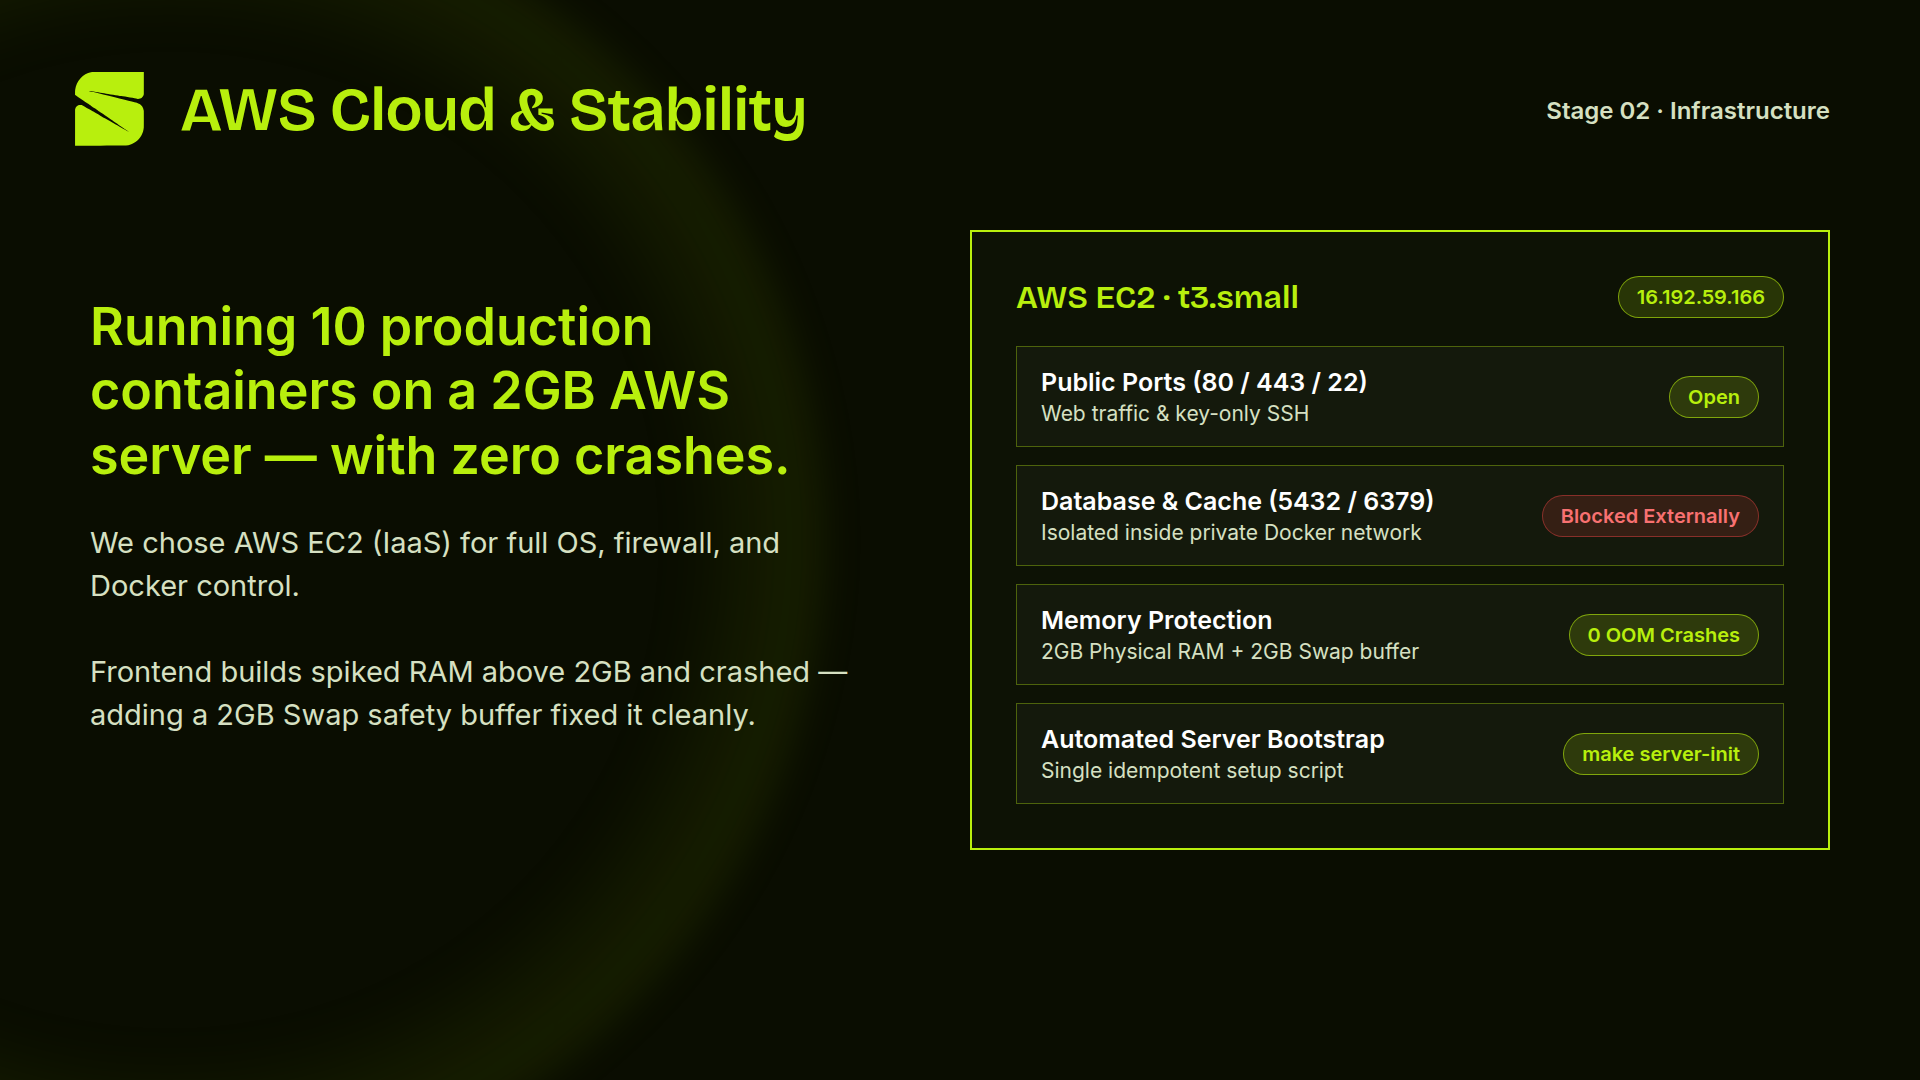 AWS Cloud & Stability
Stage 02 · Infrastructure
Running 10 production
containers on a 2GB AWS
server — with zero crashes.
We chose AWS EC2 (IaaS) for full OS, firewall, and
Docker control.
Frontend builds spiked RAM above 2GB and crashed —
adding a 2GB Swap safety buffer fixed it cleanly.
AWS EC2 · t3.small
16.192.59.166
Public Ports (80 / 443 / 22)
Web traffic & key-only SSH
Open
Database & Cache (5432 / 6379)
Isolated inside private Docker network
Blocked Externally
Memory Protection
2GB Physical RAM + 2GB Swap buffer
0 OOM Crashes
Automated Server Bootstrap
Single idempotent setup script
make server-init